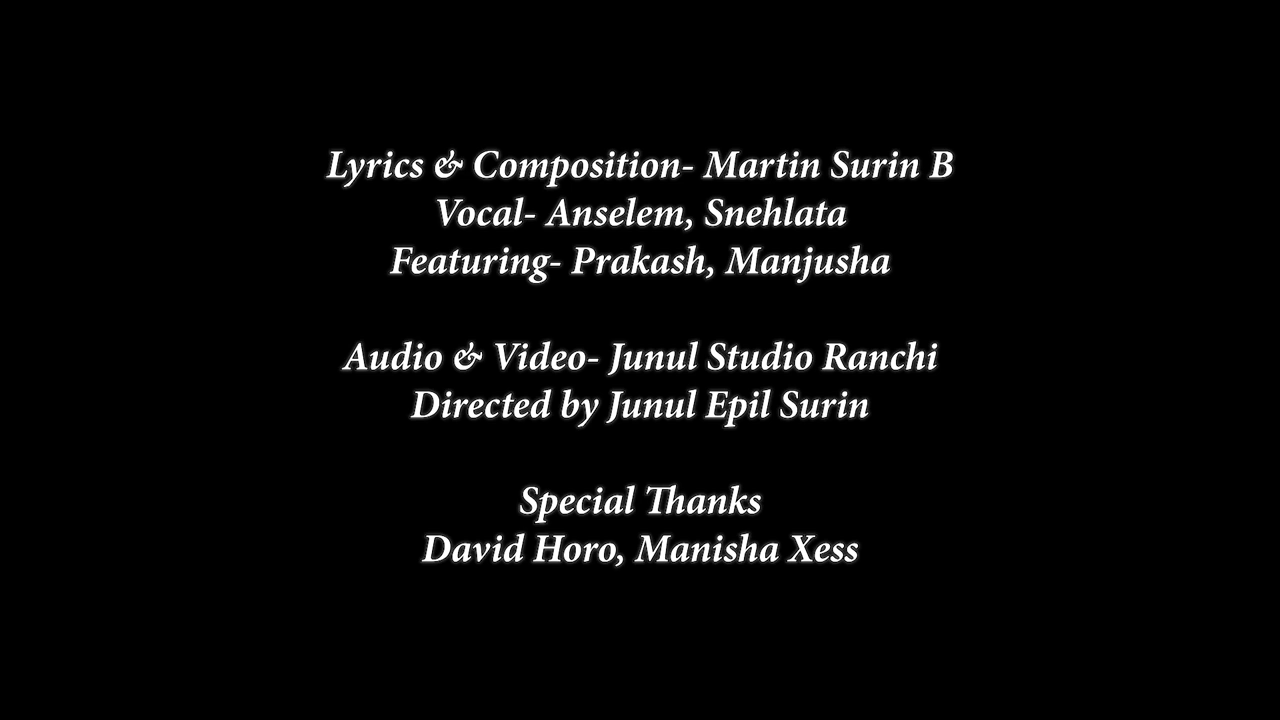 Lyrics & Composition- Martin Surin B
Vocal- Anselem, Snehlata
Featuring- Prakash, Manjusha
Audio & Video- Junul Studio Ranchi
Directed by Junul Epil Surin
Special Thanks
David Horo, Manisha Xess